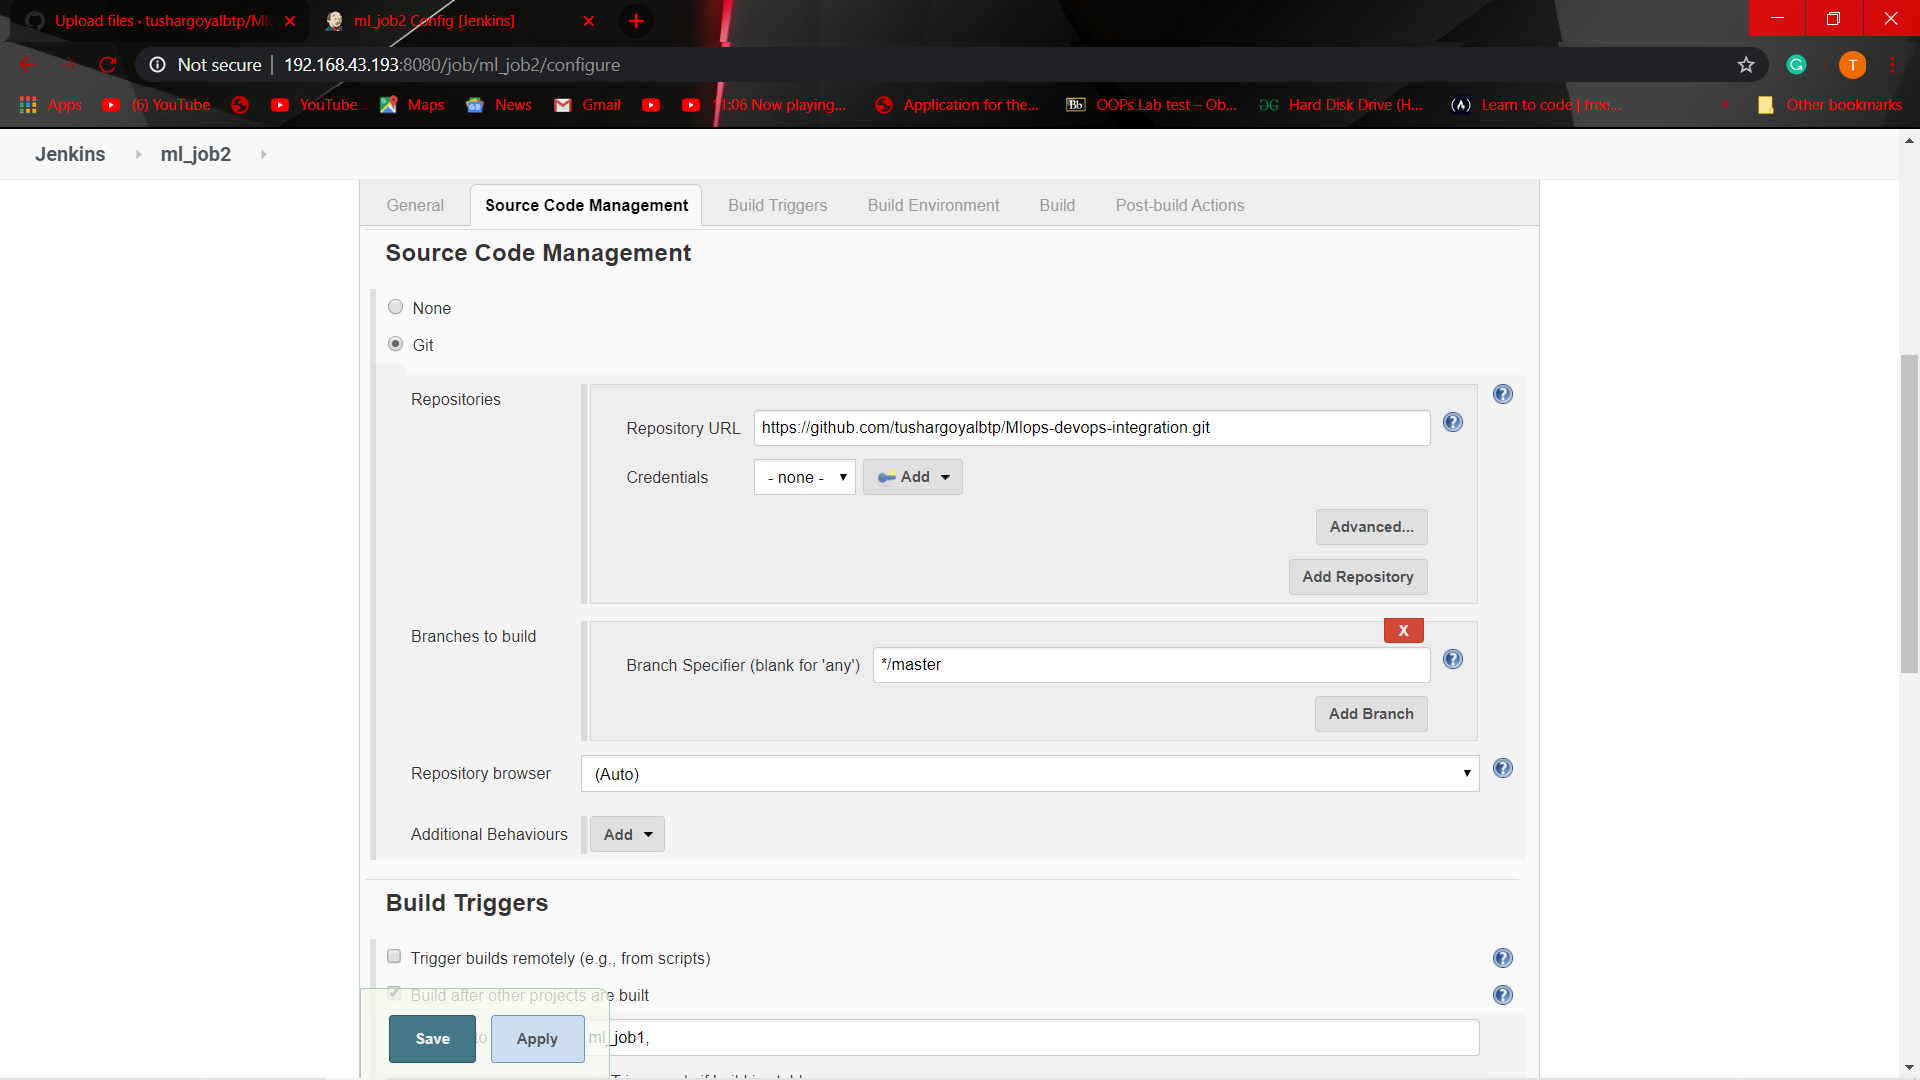 Upload files · tushargoyalbtp/Ml
ml_job2 Config [Jenkins]
Not secure | 192.168.43.193:8080/job/ml_job2/configure
T
Apps
(6) YouTube
YouTube
Maps
News
Gmail
11:06 Now playing...
Application for the...
Bb OOPs Lab test – Ob...
Hard Disk Drive (H...
Learn to code | free...
Other bookmarks
Jenkins
ml_job2
General
Source Code Management
Build Triggers
Build Environment
Build
Post-build Actions
Source Code Management
None
Git
Repositories
Repository URL https://github.com/tushargoyalbtp/Mlops-devops-integration.git
Credentials - none - Add
Advanced...
Add Repository
Branches to build
X
Branch Specifier (blank for 'any') */master
Add Branch
Repository browser (Auto)
Additional Behaviours Add
Build Triggers
Trigger builds remotely (e.g., from scripts)
Build after other projects are built
Save
to
Apply
ml_job1,